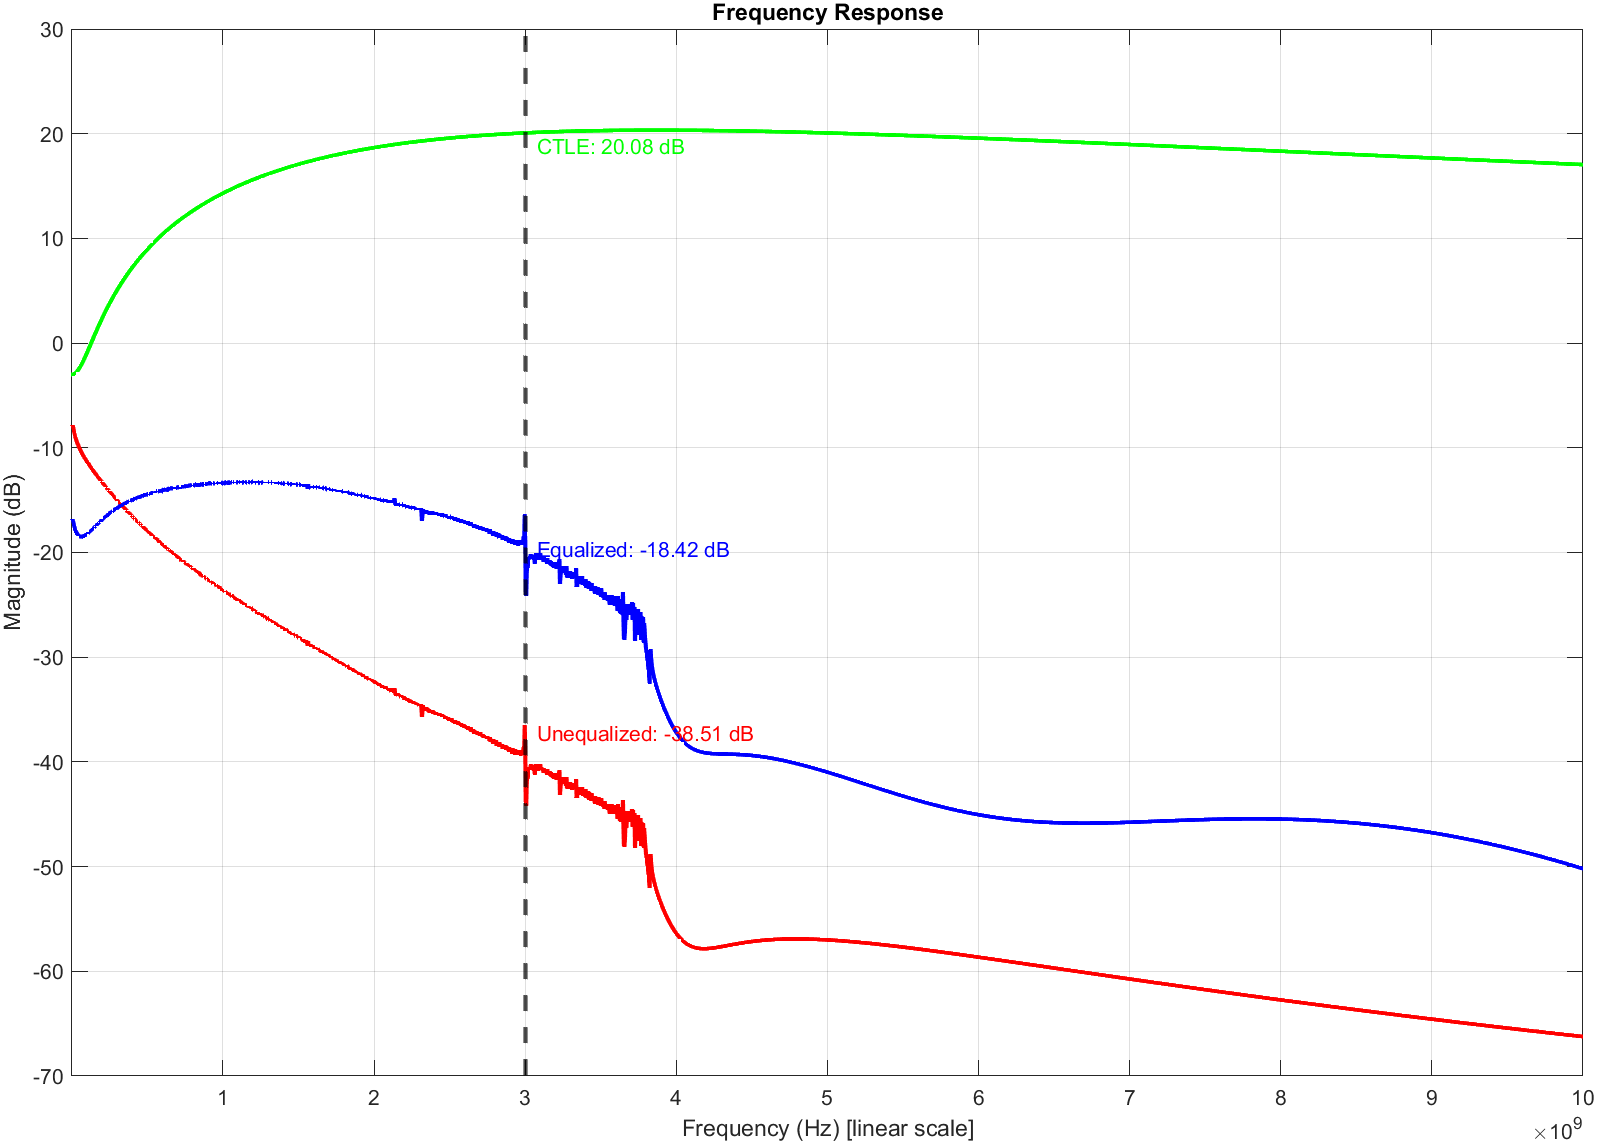 Frequency Response
30
20
10
0
-10
-20
-30
-40
-50
-60
-70
Magnitude (dB)
CTLE: 20.08 dB
Equalized: -18.42 dB
Unequalized: -38.51 dB
1 2 3 4 5 6 7 8 9 10
Frequency (Hz) [linear scale]
×10⁹